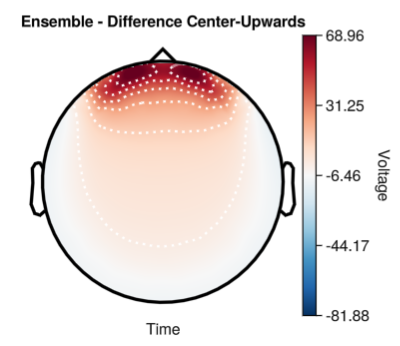 Ensemble - Difference Center-Upwards
68.96
31.25
-6.46
-44.17
-81.88
Voltage
Time